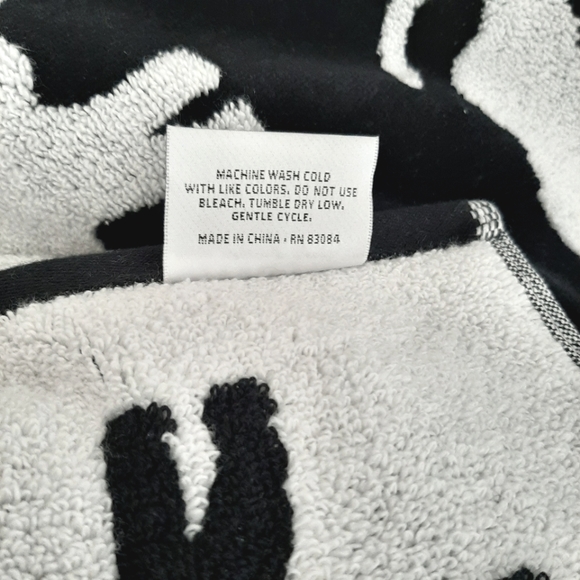 MACHINE WASH COLD
WITH LIKE COLORS. DO NOT USE
BLEACH. TUMBLE DRY LOW.
GENTLE CYCLE.
MADE IN CHINA • RN 83084